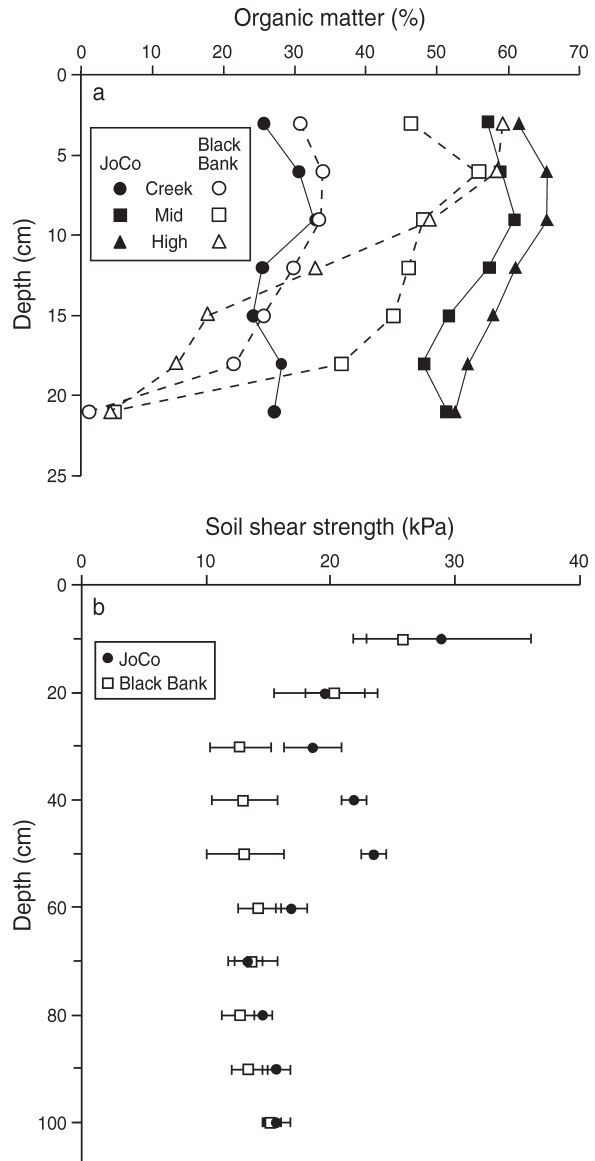 Organic matter (%)
0 10 20 30 40 50 60 70
0
a
Black
JoCo Bank
5
Creek
Mid
High
10
15
20
25
Depth (cm)
Soil shear strength (kPa)
0 10 20 30 40
0
b
JoCo
Black Bank
20
40
60
80
100
Depth (cm)